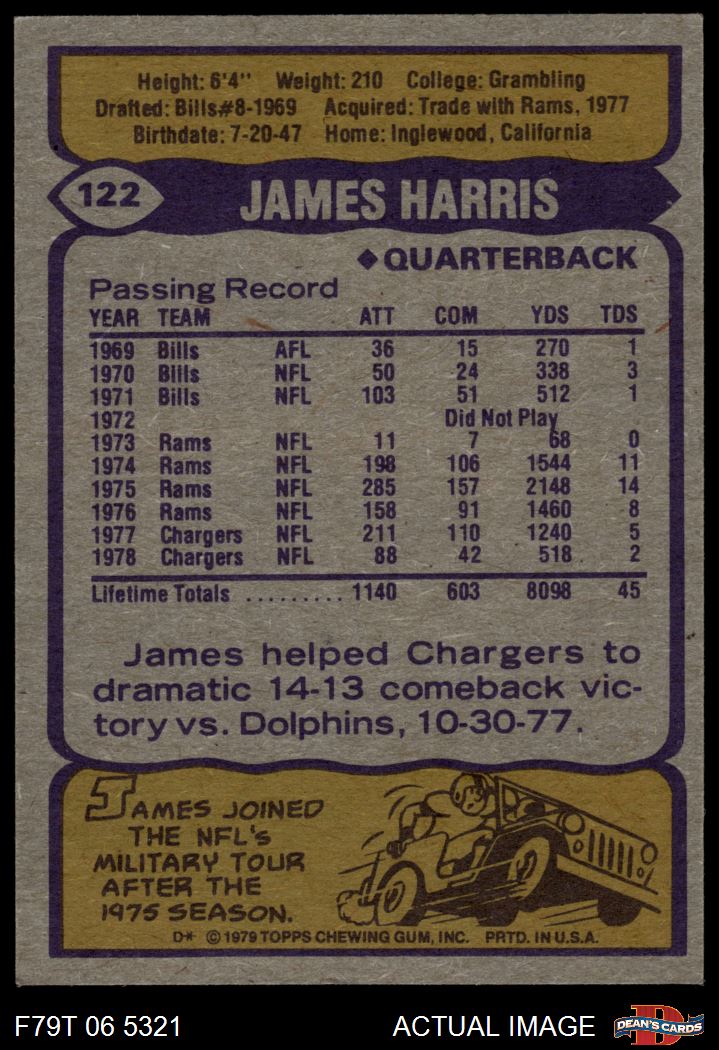 Height: 6'4" Weight: 210 College: Grambling
Drafted: Bills#8-1969 Acquired: Trade with Rams, 1977
Birthdate: 7-20-47 Home: Inglewood, California
122 JAMES HARRIS
◆QUARTERBACK
Passing Record
YEAR TEAM ATT COM YDS TDS
1969 Bills AFL 36 15 270 1
1970 Bills NFL 50 24 338 3
1971 Bills NFL 103 51 512 1
1972 Did Not Play
1973 Rams NFL 11 7 68 0
1974 Rams NFL 198 106 1544 11
1975 Rams NFL 285 157 2148 14
1976 Rams NFL 158 91 1460 8
1977 Chargers NFL 211 110 1240 5
1978 Chargers NFL 88 42 518 2
Lifetime Totals ......... 1140 603 8098 45
James helped Chargers to
dramatic 14-13 comeback vic-
tory vs. Dolphins, 10-30-77.
JAMES JOINED
THE NFL'S
MILITARY TOUR
AFTER THE
1975 SEASON.
D* © 1979 TOPPS CHEWING GUM, INC. PRTD. IN U.S.A.
F79T 06 5321 ACTUAL IMAGE D DEAN'S CARDS